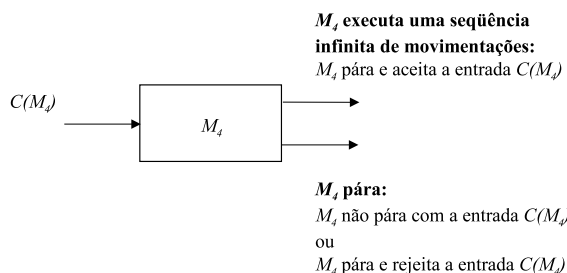 M₄ executa uma seqüência
infinita de movimentações:
M₄ pára e aceita a entrada C(M₄)
C(M₄)
M₄
M₄ pára:
M₄ não pára com a entrada C(M₄)
ou
M₄ pára e rejeita a entrada C(M₄)